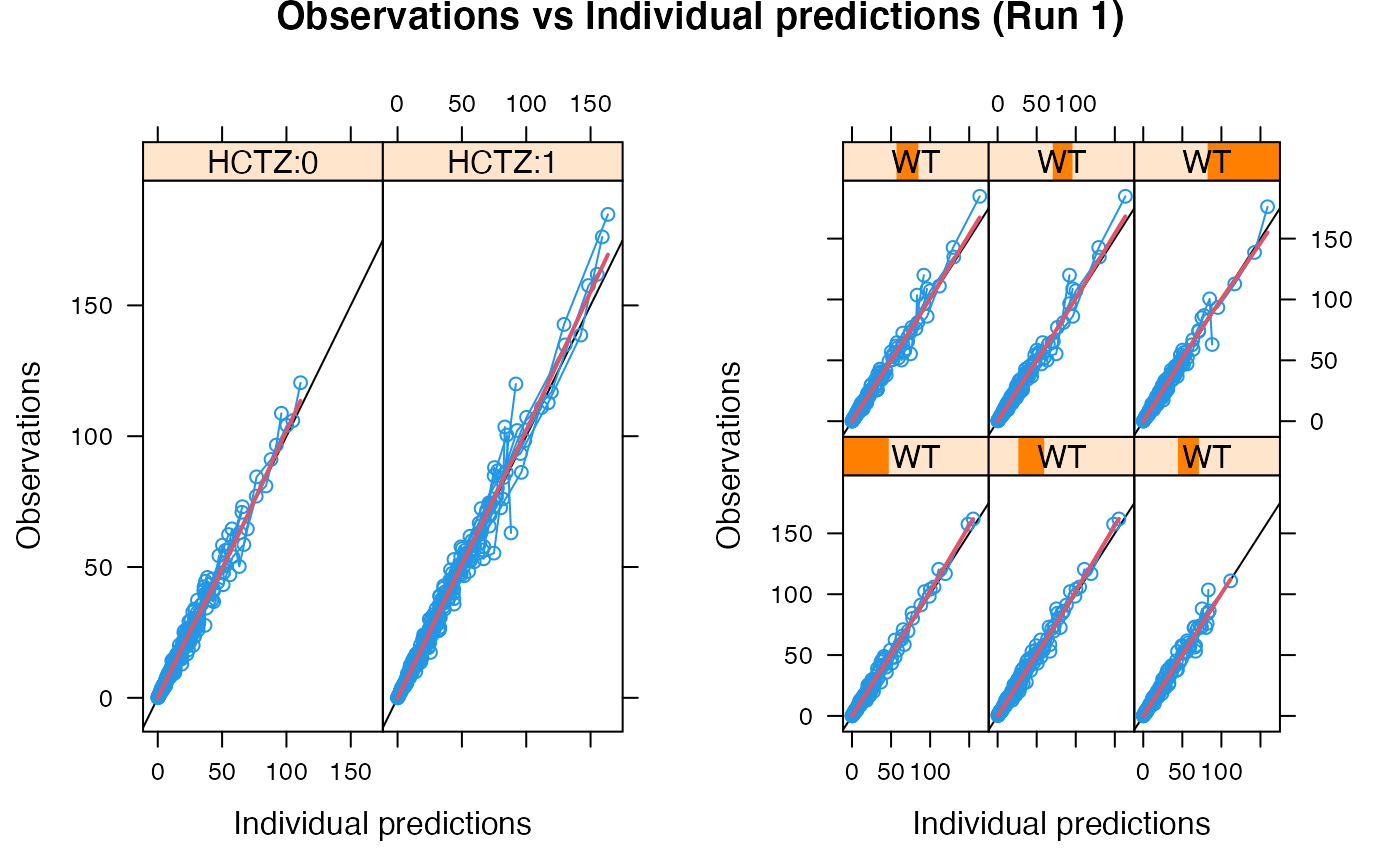 Observations vs Individual predictions (Run 1)
0 50 100 150
HCTZ:0 HCTZ:1
150
100
50
0
0 50 100 150
Observations
Individual predictions
0 50 100
WT WT WT
150
100
50
0
WT WT WT
150
100
50
0
0 50 100 0 50 100
Observations
Individual predictions